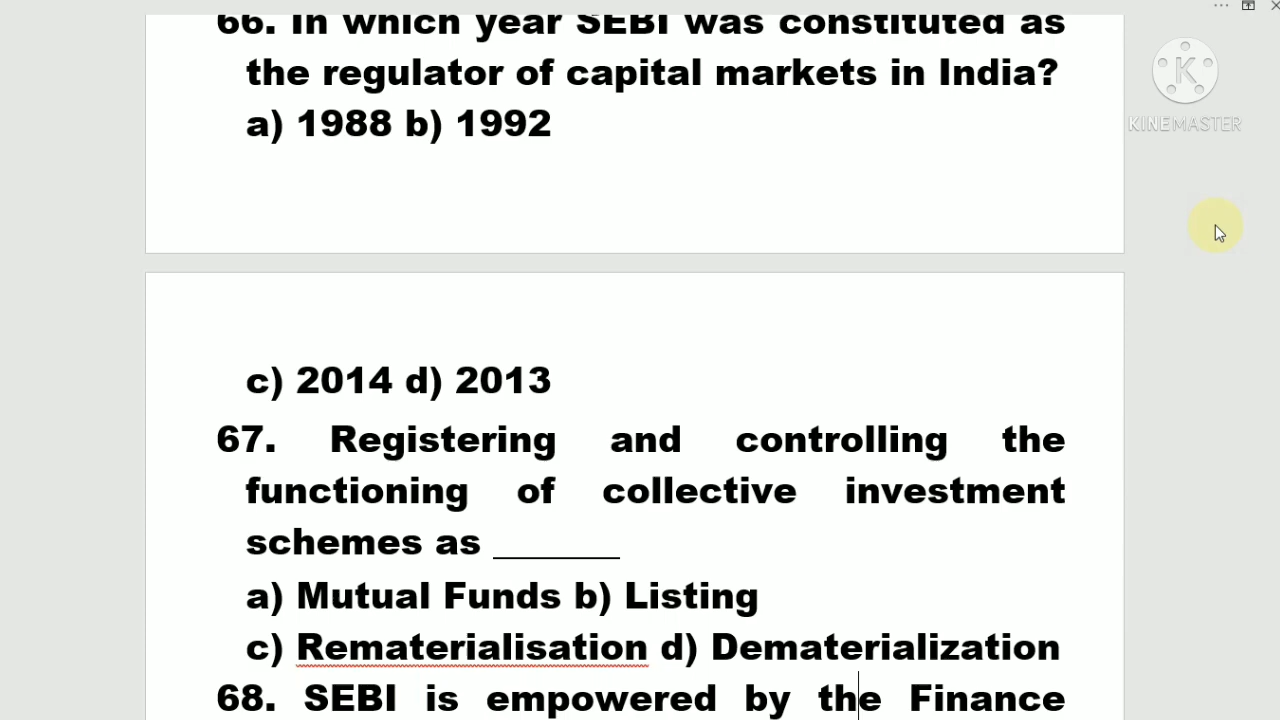 66. In which year SEBI was constituted as
the regulator of capital markets in India?
a) 1988 b) 1992
KINEMASTER
c) 2014 d) 2013
67. Registering and controlling the
functioning of collective investment
schemes as _______
a) Mutual Funds b) Listing
c) Rematerialisation d) Dematerialization
68. SEBI is empowered by the Finance